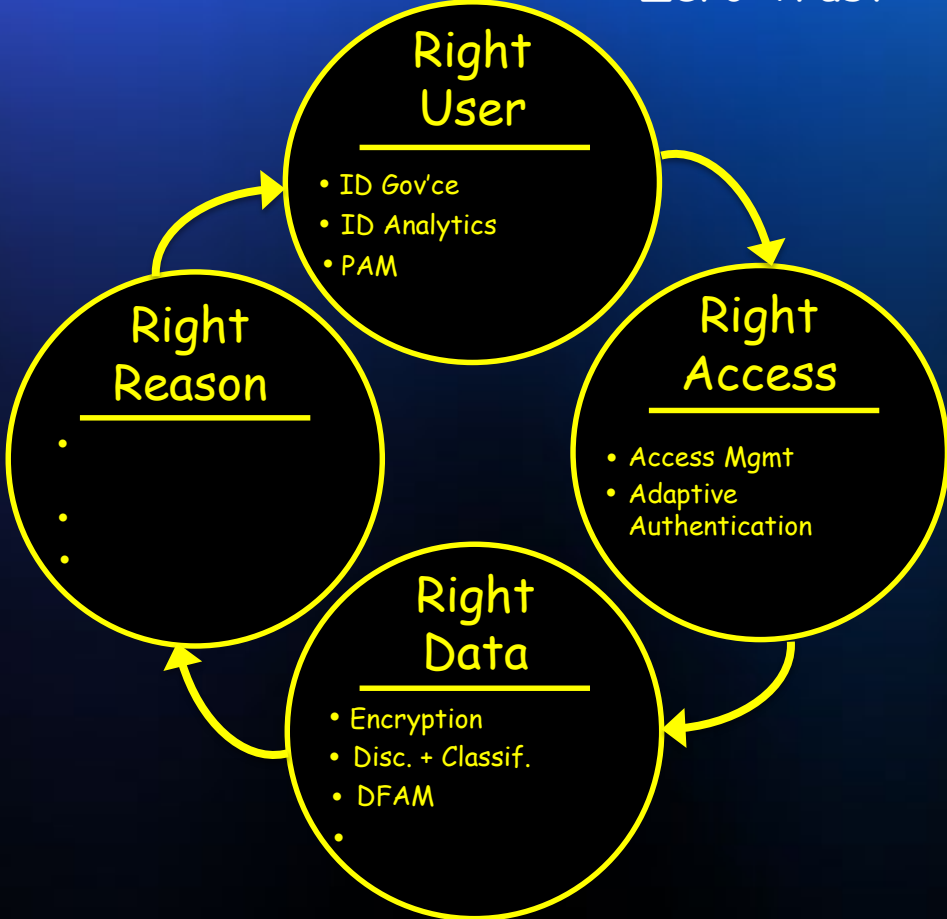 Right
User
• ID Gov'ce
• ID Analytics
• PAM
Right
Access
• Access Mgmt
• Adaptive
Authentication
Right
Data
• Encryption
• Disc. + Classif.
• DFAM
•
Right
Reason
•
•
•